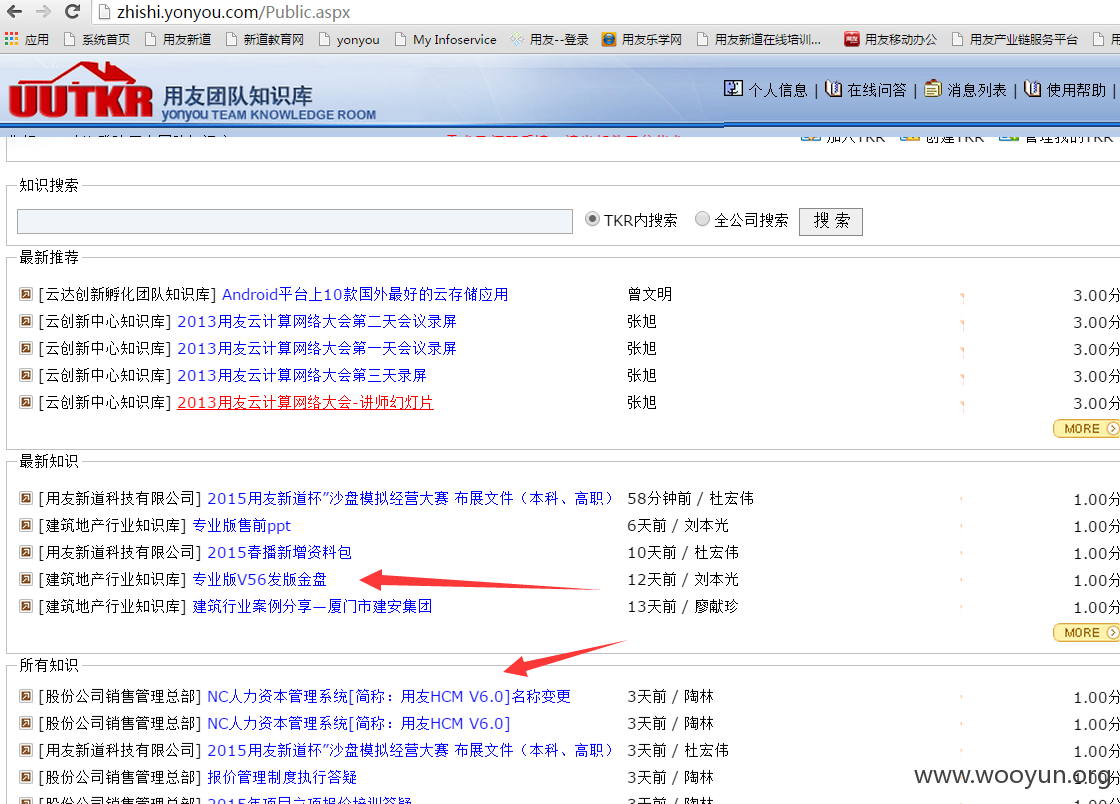 zhishi.yonyou.com/Public.aspx
应用 系统首页 用友新道 新道教育网 yonyou My Infoservice 用友--登录 用友乐学网 用友新道在线培训... 用友移动办公 用友产业链服务平台
UUTKR 用友团队知识库
yonyou TEAM KNOWLEDGE ROOM
个人信息 | 在线问答 | 消息列表 | 使用帮助 |
加入TKR 创建TKR 管理我的TKR
知识搜索
TKR内搜索 全公司搜索 搜 索
最新推荐
[云达创新孵化团队知识库] Android平台上10款国外最好的云存储应用 曾文明 3.00分
[云创新中心知识库] 2013用友云计算网络大会第二天会议录屏 张旭 3.00分
[云创新中心知识库] 2013用友云计算网络大会第一天会议录屏 张旭 3.00分
[云创新中心知识库] 2013用友云计算网络大会第三天录屏 张旭 3.00分
[云创新中心知识库] 2013用友云计算网络大会-讲师幻灯片 张旭 3.00分
MORE
最新知识
[用友新道科技有限公司] 2015用友新道杯”沙盘模拟经营大赛 布展文件（本科、高职） 58分钟前 / 杜宏伟 1.00分
[建筑地产行业知识库] 专业版售前ppt 6天前 / 刘本光 1.00分
[用友新道科技有限公司] 2015春播新增资料包 10天前 / 杜宏伟 1.00分
[建筑地产行业知识库] 专业版V56发版金盘 12天前 / 刘本光 1.00分
[建筑地产行业知识库] 建筑行业案例分享—厦门市建安集团 13天前 / 廖献珍 1.00分
MORE
所有知识
[股份公司销售管理总部] NC人力资本管理系统[简称：用友HCM V6.0]名称变更 3天前 / 陶林 1.00分
[股份公司销售管理总部] NC人力资本管理系统[简称：用友HCM V6.0] 3天前 / 陶林 1.00分
[用友新道科技有限公司] 2015用友新道杯”沙盘模拟经营大赛 布展文件（本科、高职） 3天前 / 杜宏伟 1.00分
[股份公司销售管理总部] 报价管理制度执行答疑 3天前 / 陶林 1.00分
www.wooyun.org
[股份公司销售管理总部] 2015年项目立项报价培训答疑 3天前 / 陶林 1.00分